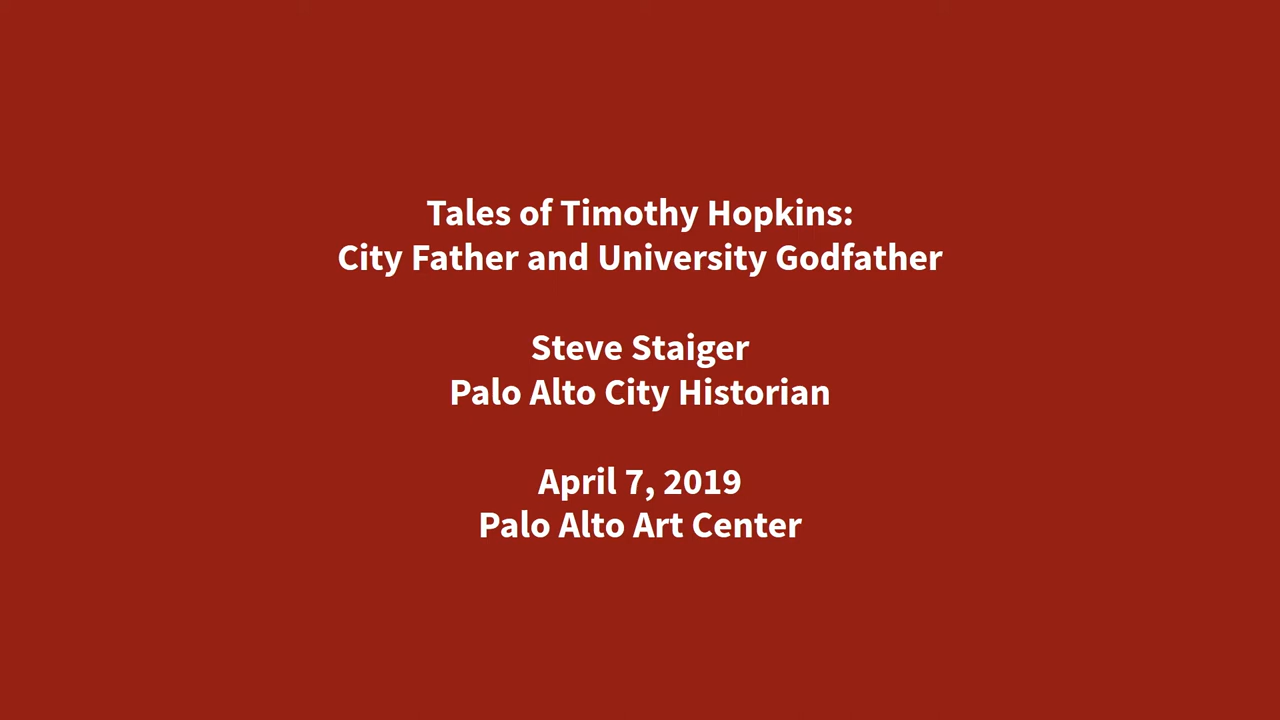 Tales of Timothy Hopkins:
City Father and University Godfather
Steve Staiger
Palo Alto City Historian
April 7, 2019
Palo Alto Art Center